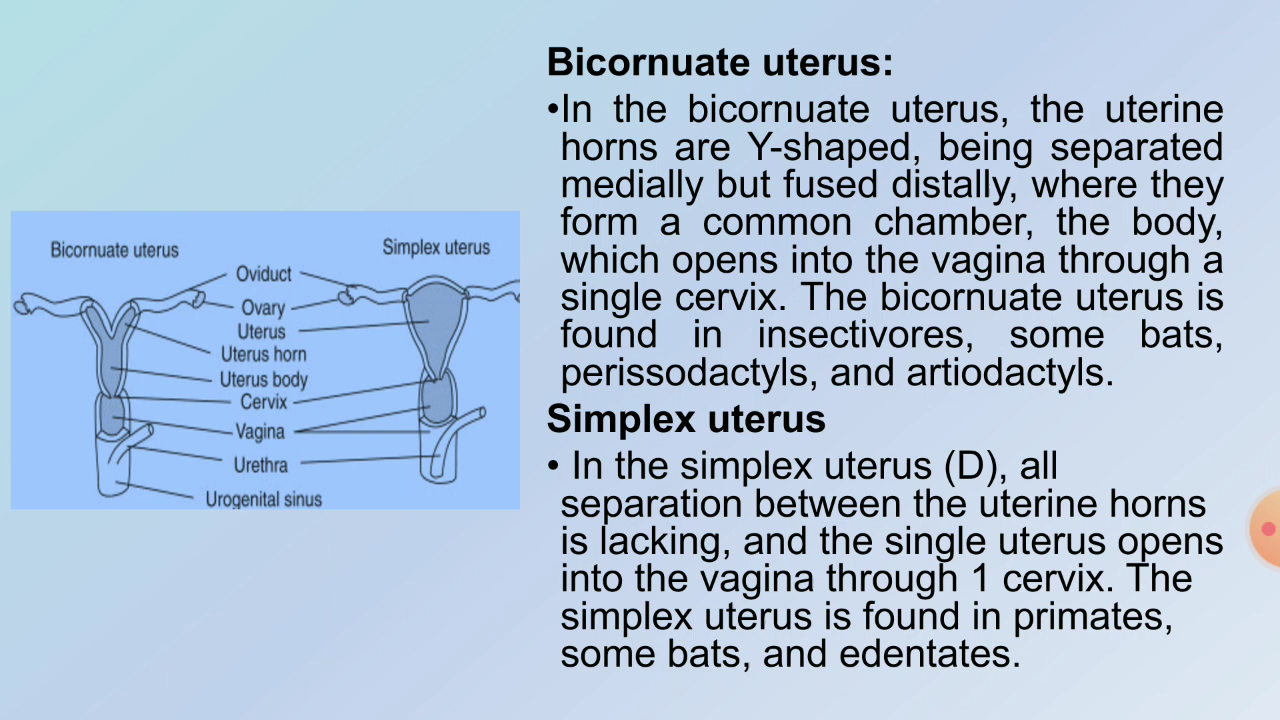 Bicornuate uterus:
•In the bicornuate uterus, the uterine
horns are Y-shaped, being separated
medially but fused distally, where they
form a common chamber, the body,
which opens into the vagina through a
single cervix. The bicornuate uterus is
found in insectivores, some bats,
perissodactyls, and artiodactyls.
Simplex uterus
• In the simplex uterus (D), all
separation between the uterine horns
is lacking, and the single uterus opens
into the vagina through 1 cervix. The
simplex uterus is found in primates,
some bats, and edentates.
Bicornuate uterus
Simplex uterus
Oviduct
Ovary
Uterus
Uterus horn
Uterus body
Cervix
Vagina
Urethra
Urogenital sinus